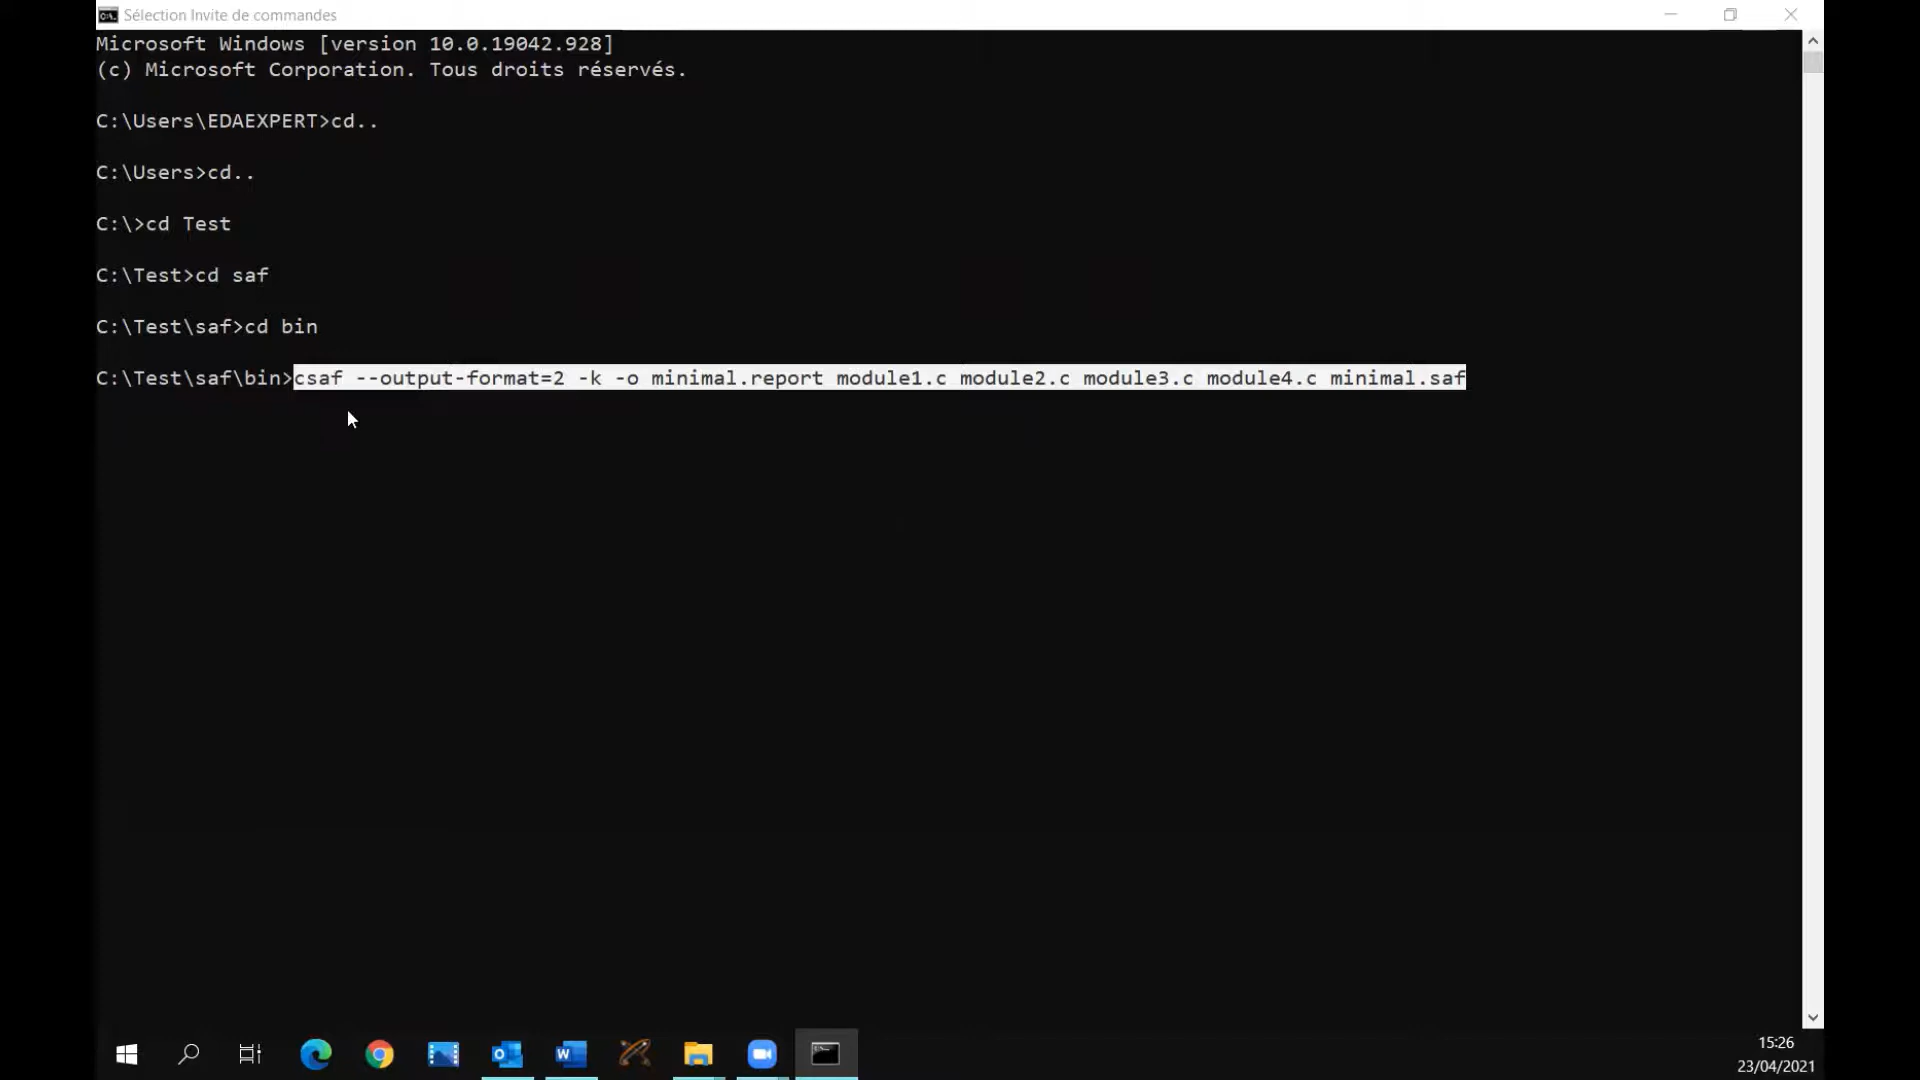 Sélection Invite de commandes
Microsoft Windows [version 10.0.19042.928]
(c) Microsoft Corporation. Tous droits réservés.
C:\Users\EDAEXPERT>cd..
C:\Users>cd..
C:\>cd Test
C:\Test>cd saf
C:\Test\saf>cd bin
C:\Test\saf\bin>csaf --output-format=2 -k -o minimal.report module1.c module2.c module3.c module4.c minimal.saf
15:26
23/04/2021